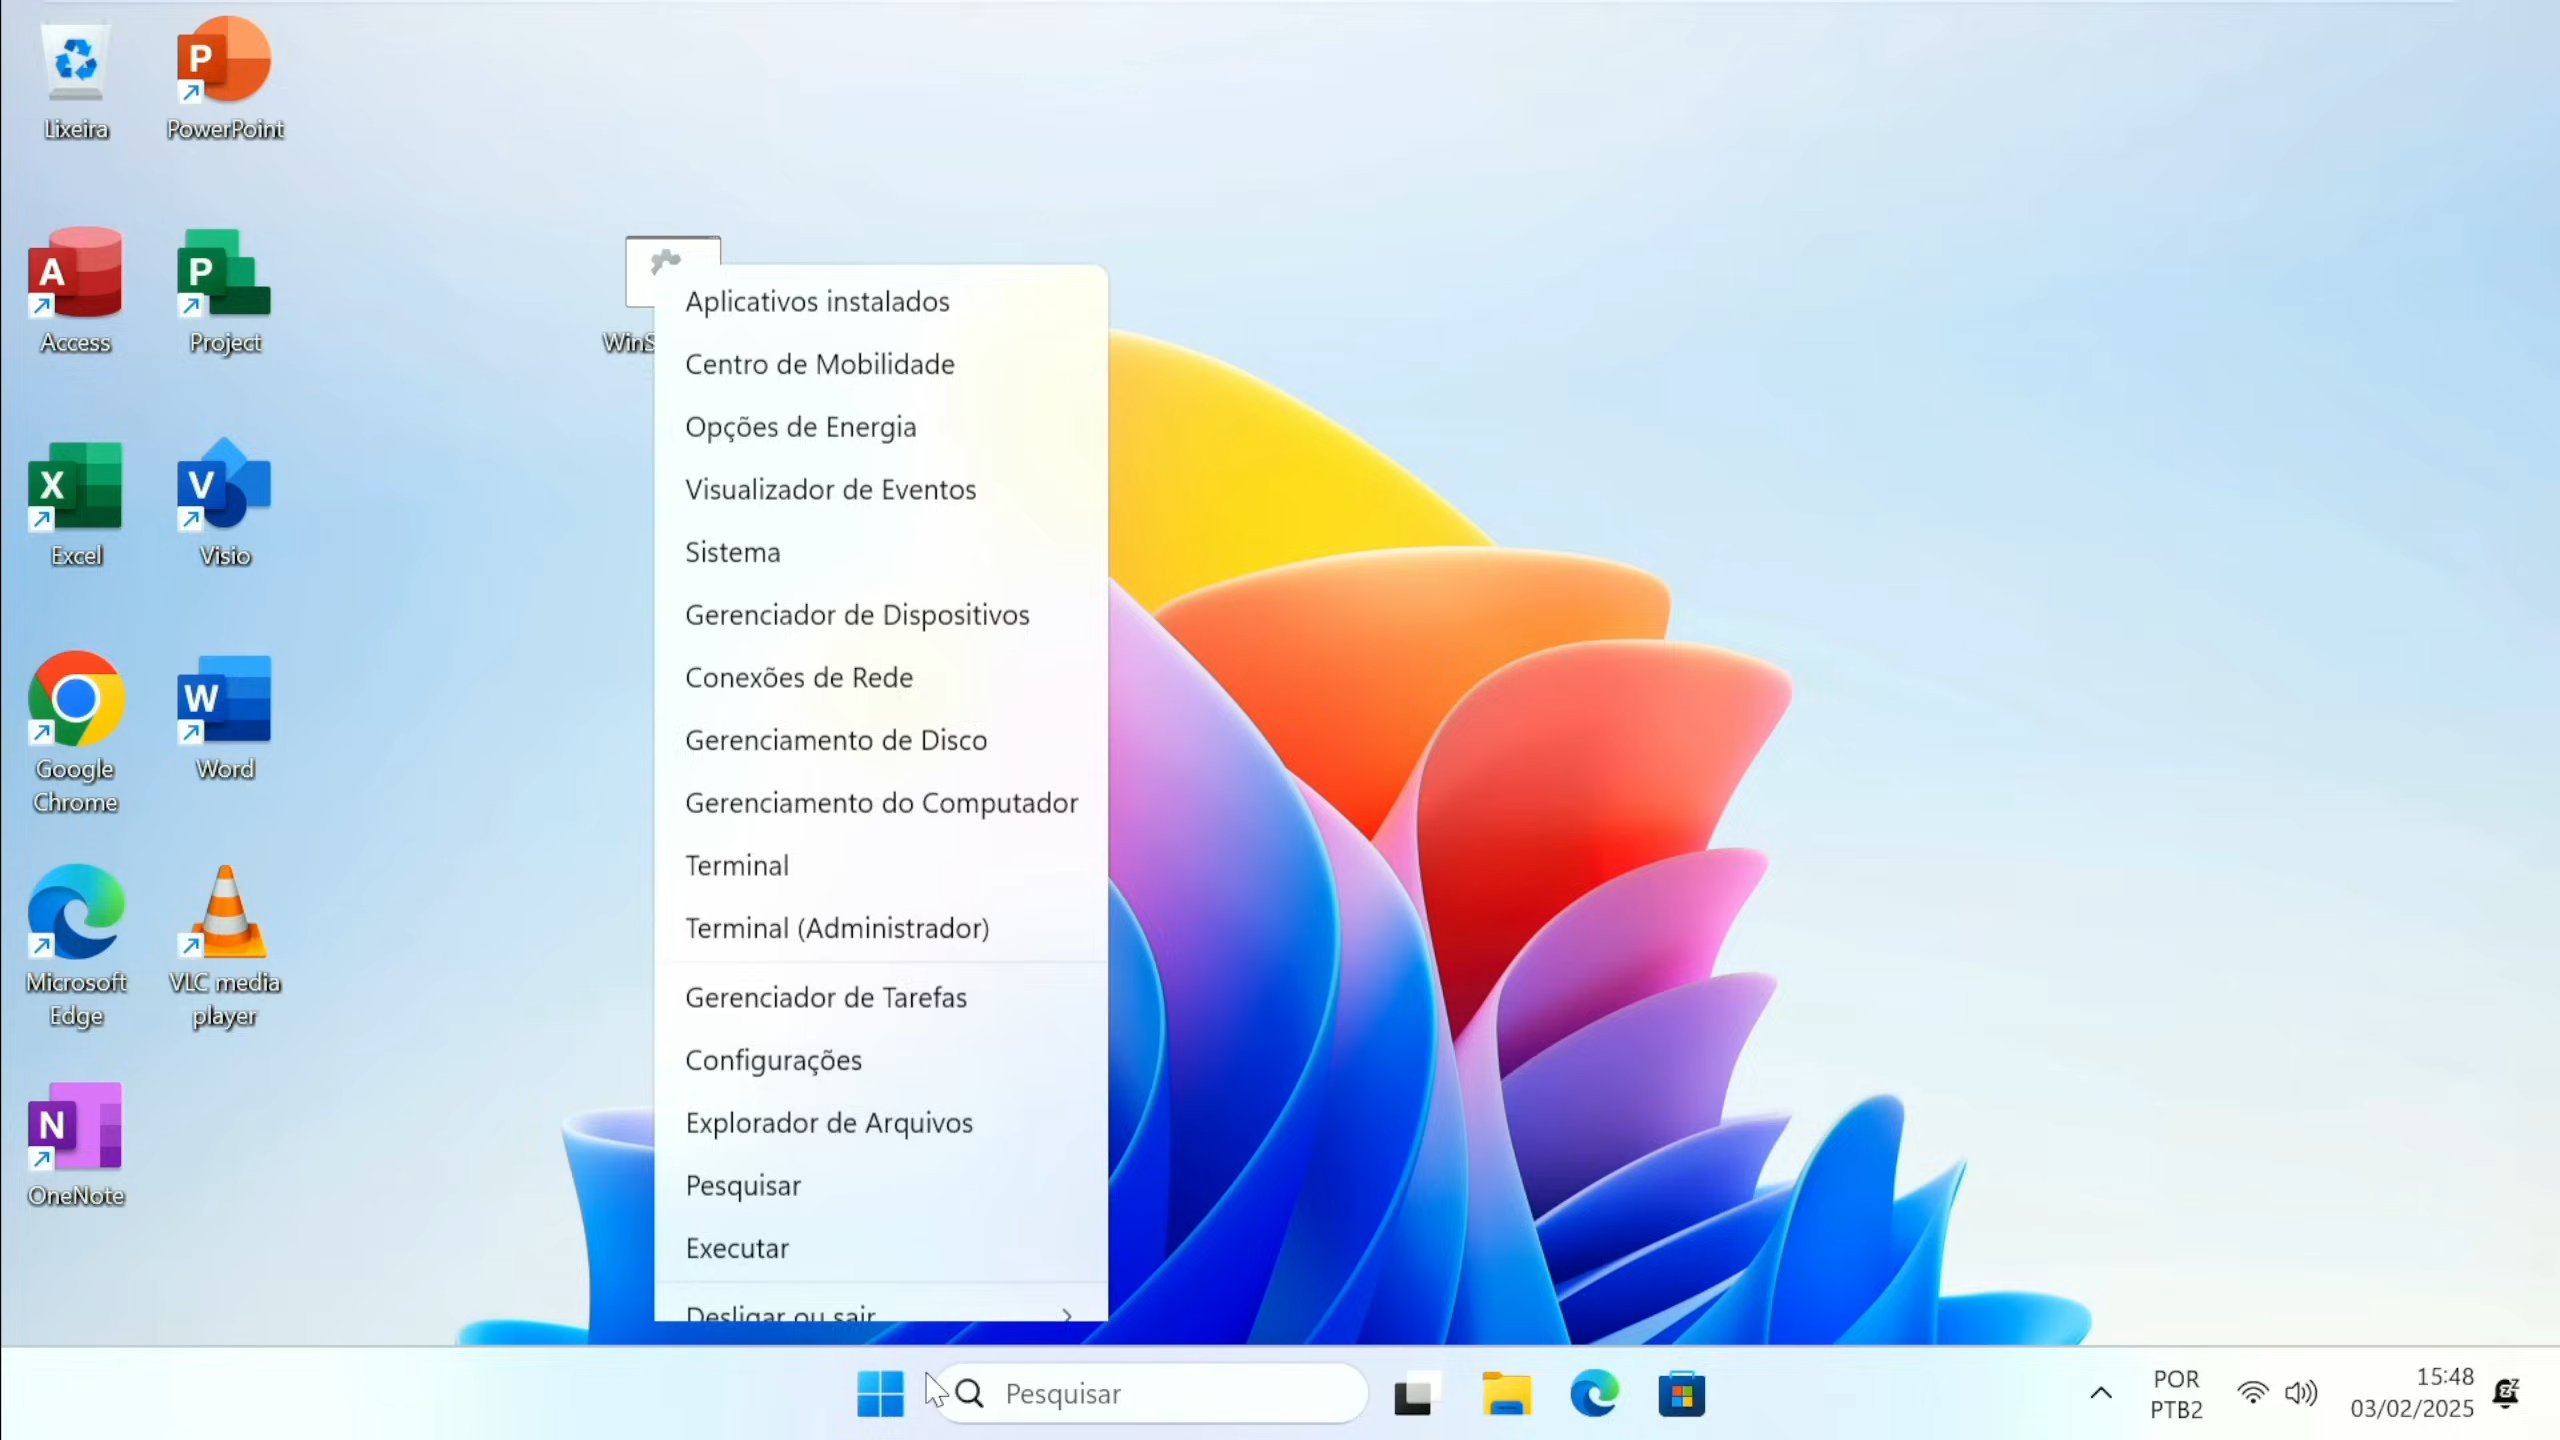 Lixeira
PowerPoint
Access
Project
Excel
Visio
Google
Chrome
Word
Microsoft
Edge
VLC media
player
OneNote
Aplicativos instalados
Centro de Mobilidade
Opções de Energia
Visualizador de Eventos
Sistema
Gerenciador de Dispositivos
Conexões de Rede
Gerenciamento de Disco
Gerenciamento do Computador
Terminal
Terminal (Administrador)
Gerenciador de Tarefas
Configurações
Explorador de Arquivos
Pesquisar
Executar
Desligar ou sair
Pesquisar
POR
PTB2
15:48
03/02/2025